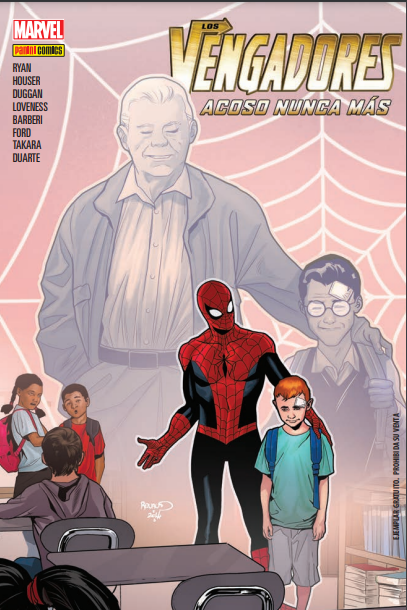 MARVEL
PANINI COMICS
RYAN
HOUSER
DUGGAN
LOVENESS
BARBERI
FORD
TAKARA
DUARTE
LOS
VENGADORES
ACOSO NUNCA MÁS
EJEMPLAR GRATUITO. PROHIBIDA SU VENTA
2016